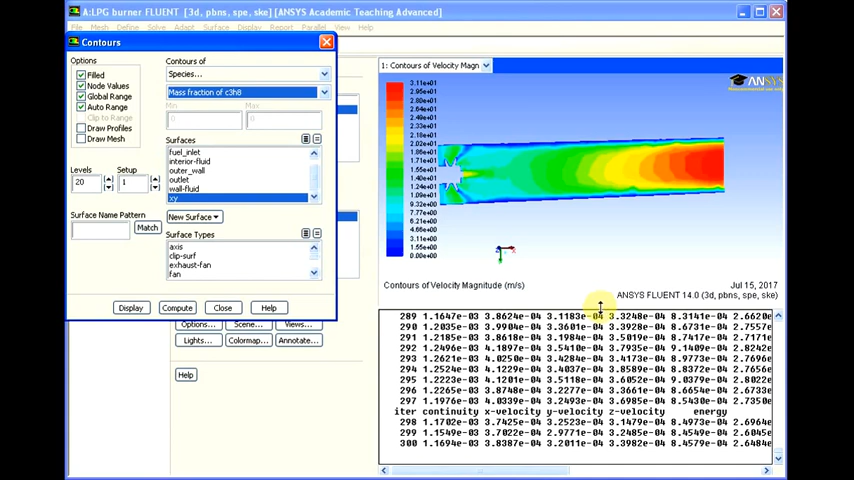 A:LPG burner FLUENT [3d, pbns, spe, ske] [ANSYS Academic Teaching Advanced]
File Mesh Define Solve Adapt Surface Display Report Parallel View Help
Contours
Options
Filled
Node Values
Global Range
Auto Range
Clip to Range
Draw Profiles
Draw Mesh
Levels
Setup
20
1
Surface Name Pattern
Match
Contours of
Species...
Mass fraction of c3h8
Min
Max
0
0
Surfaces
fuel_inlet
interior-fluid
outer_wall
outlet
wall-fluid
xy
New Surface
Surface Types
axis
clip-surf
exhaust-fan
fan
Display
Compute
Close
Help
Options...
Scene...
Views...
Lights...
Colormap...
Annotate...
Help
1: Contours of Velocity Magn
3.11e+01
2.95e+01
2.80e+01
2.64e+01
2.49e+01
2.33e+01
2.18e+01
2.02e+01
1.86e+01
1.71e+01
1.55e+01
1.40e+01
1.24e+01
1.09e+01
9.32e+00
7.77e+00
6.21e+00
4.66e+00
3.11e+00
1.55e+00
0.00e+00
ANSYS
Contours of Velocity Magnitude (m/s)
Jul 15, 2017
ANSYS FLUENT 14.0 (3d, pbns, spe, ske)
289 1.1647e-03 3.8624e-04 3.1183e-04 3.3248e-04 8.3141e-04 2.6620e
290 1.2035e-03 3.9904e-04 3.3601e-04 3.3928e-04 8.6731e-04 2.7557e
291 1.2185e-03 3.8618e-04 3.1984e-04 3.5019e-04 8.7417e-04 2.7171e
292 1.2496e-03 4.1897e-04 3.5410e-04 3.7935e-04 9.1409e-04 2.8242e
293 1.2621e-03 4.0250e-04 3.4284e-04 3.4173e-04 8.9773e-04 2.7699e
294 1.2524e-03 4.1229e-04 3.4037e-04 3.8589e-04 8.9372e-04 2.7656e
295 1.2223e-03 4.1201e-04 3.5118e-04 3.6052e-04 9.0379e-04 2.8022e
296 1.2265e-03 3.8748e-04 3.2277e-04 3.4156e-04 8.6654e-04 2.6733e
297 1.1976e-03 4.0339e-04 3.2493e-04 3.6218e-04 8.5430e-04 2.7350e
iter continuity x-velocity y-velocity z-velocity energy
298 1.1702e-03 3.7425e-04 3.2523e-04 3.1479e-04 8.4973e-04 2.6964e
299 1.1549e-03 3.7022e-04 2.9771e-04 3.2485e-04 8.4549e-04 2.6045e
300 1.1694e-03 3.8387e-04 3.2011e-04 3.3982e-04 8.4579e-04 2.6484e